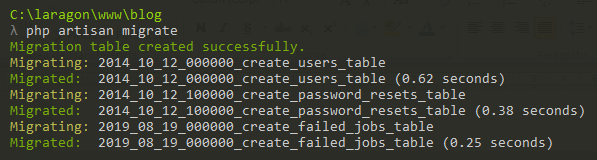 C:\laragon\www\blog
λ php artisan migrate
Migration table created successfully.
Migrating: 2014_10_12_000000_create_users_table
Migrated:  2014_10_12_000000_create_users_table (0.62 seconds)
Migrating: 2014_10_12_100000_create_password_resets_table
Migrated:  2014_10_12_100000_create_password_resets_table (0.38 seconds)
Migrating: 2019_08_19_000000_create_failed_jobs_table
Migrated:  2019_08_19_000000_create_failed_jobs_table (0.25 seconds)